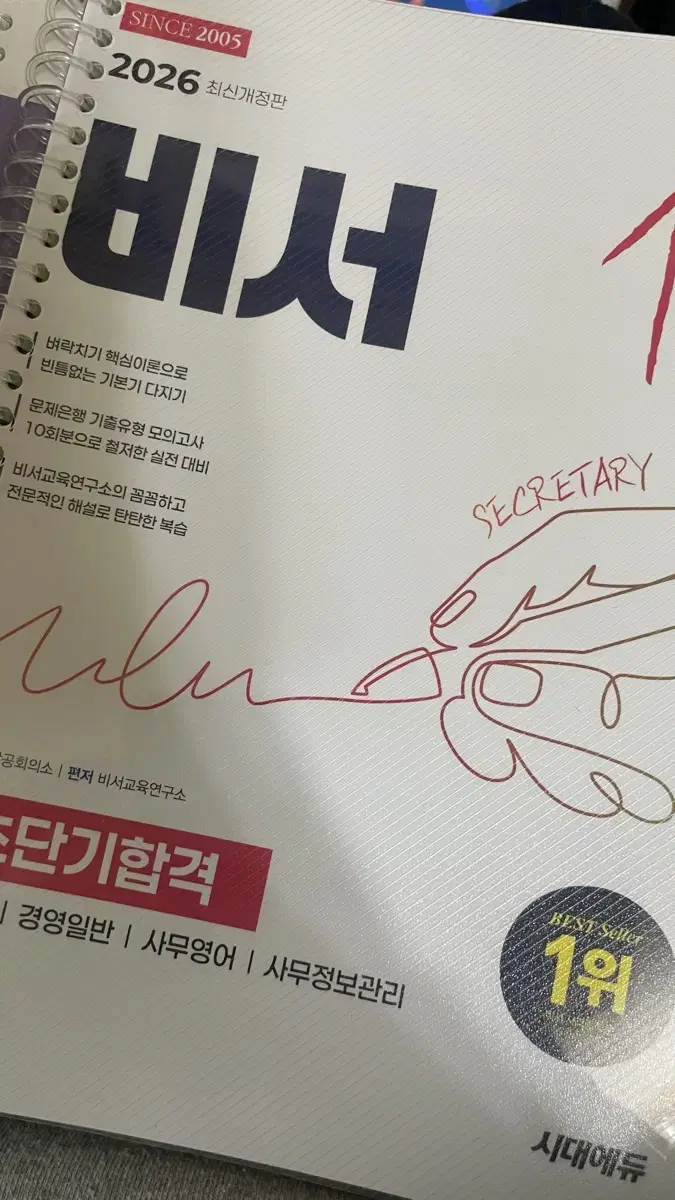 SINCE 2005
2026 최신개정판
비서
1
벼락치기 핵심이론으로
빈틈없는 기본기 다지기
문제은행 기출유형 모의고사
10회분으로 철저한 실전 대비
비서교육연구소의 꼼꼼하고
전문적인 해설로 탄탄한 복습
SECRETARY
공회의소 | 편저 비서교육연구소
초단기합격
| 경영일반 | 사무영어 | 사무정보관리
BEST Seller
1위
시대에듀